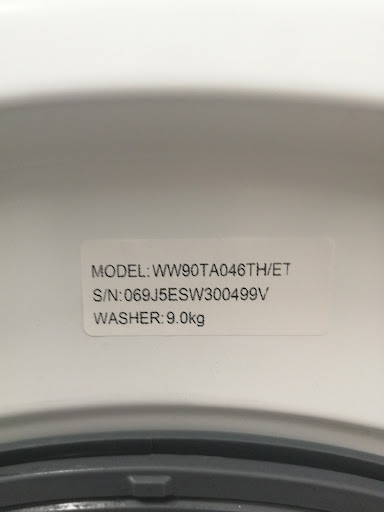 MODEL: WW90TA046TH/ET
S/N: 069J5ESW300499V
WASHER: 9.0kg